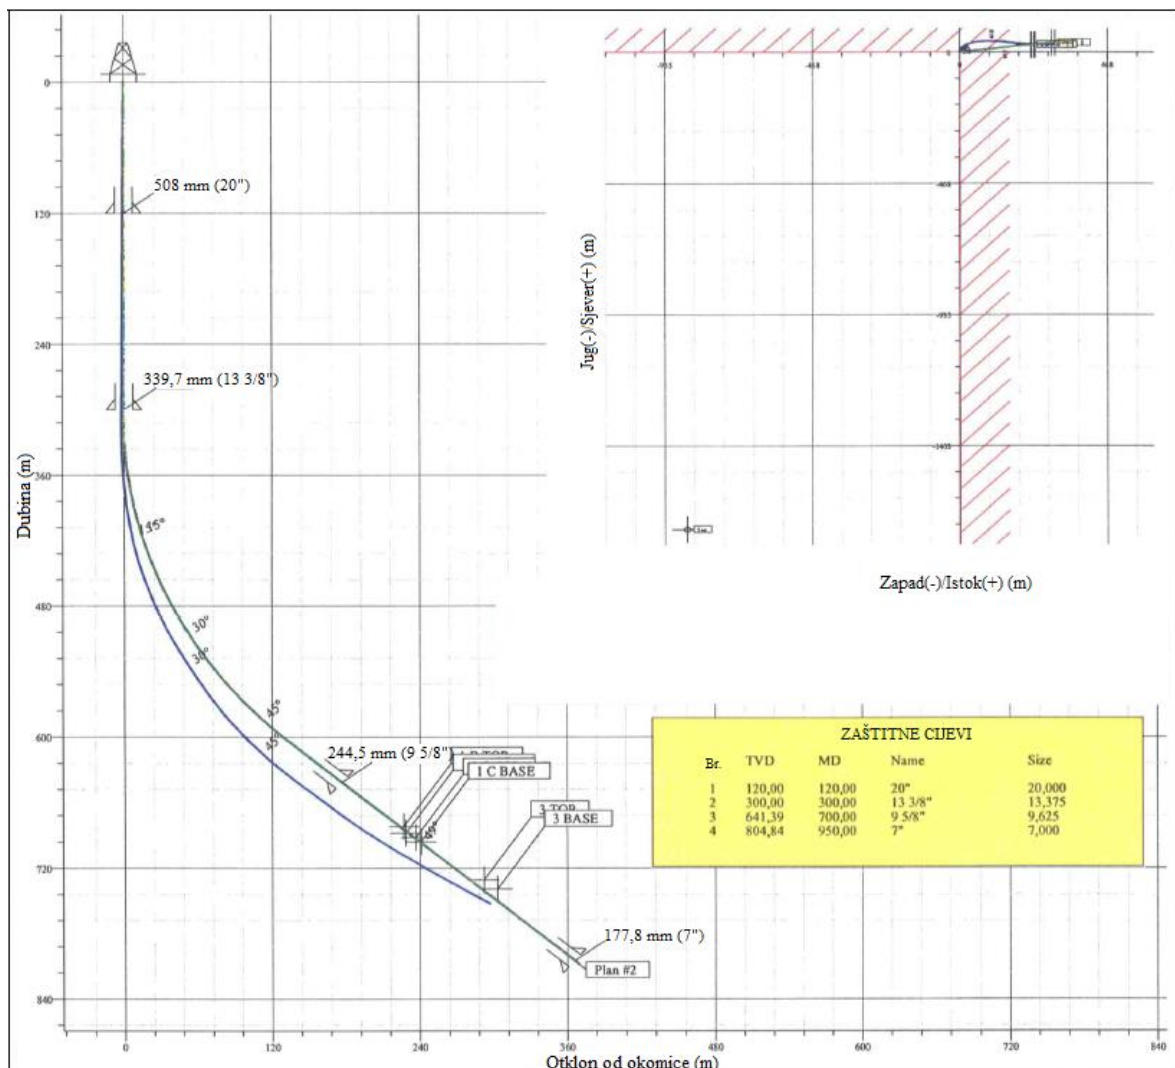 0
508 mm (20")
120
240
339,7 mm (13 3/8")
360
Dubina (m)
15°
480
30°
30°
45°
45°
600
244,5 mm (9 5/8")
1 C BASE
3 TOP
3 BASE
720
177,8 mm (7")
Plan #2
840
0
120
240
360
480
600
720
840
Otklon od okomice (m)
Jug(-)/Sjever(+) (m)
0
Zapad(-)/Istok(+) (m)
ZAŠTITNE CIJEVI
Br. TVD MD Name Size
1 120,00 120,00 20" 20,000
2 300,00 300,00 13 3/8" 13,375
3 641,39 700,00 9 5/8" 9,625
4 804,84 950,00 7" 7,000